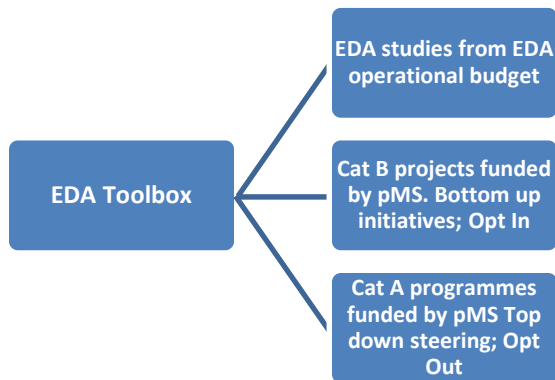 EDA studies from EDA
operational budget
EDA Toolbox
Cat B projects funded
by pMS. Bottom up
initiatives; Opt In
Cat A programmes
funded by pMS Top
down steering; Opt
Out